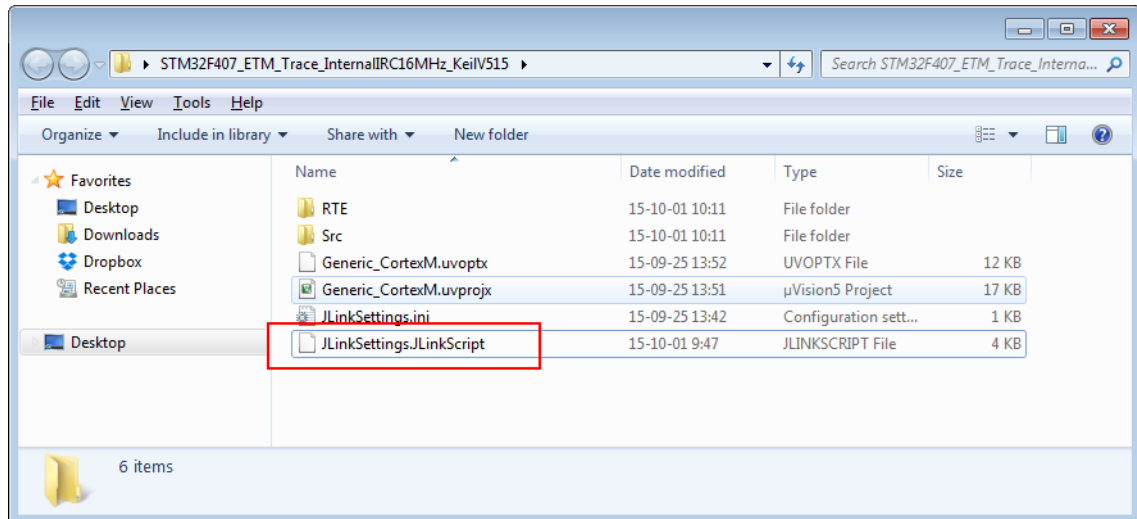 STM32F407_ETM_Trace_InternalIRC16MHz_KeilV515
Search STM32F407_ETM_Trace_Interna...
File Edit View Tools Help
Organize Include in library Share with New folder
Name Date modified Type Size
Favorites
Desktop
Downloads
Dropbox
Recent Places
Desktop
RTE 15-10-01 10:11 File folder
Src 15-10-01 10:11 File folder
Generic_CortexM.uvoptx 15-09-25 13:52 UVOPTX File 12 KB
Generic_CortexM.uvprojx 15-09-25 13:51 µVision5 Project 17 KB
JLinkSettings.ini 15-09-25 13:42 Configuration sett... 1 KB
JLinkSettings.JLinkScript 15-10-01 9:47 JLINKSCRIPT File 4 KB
6 items